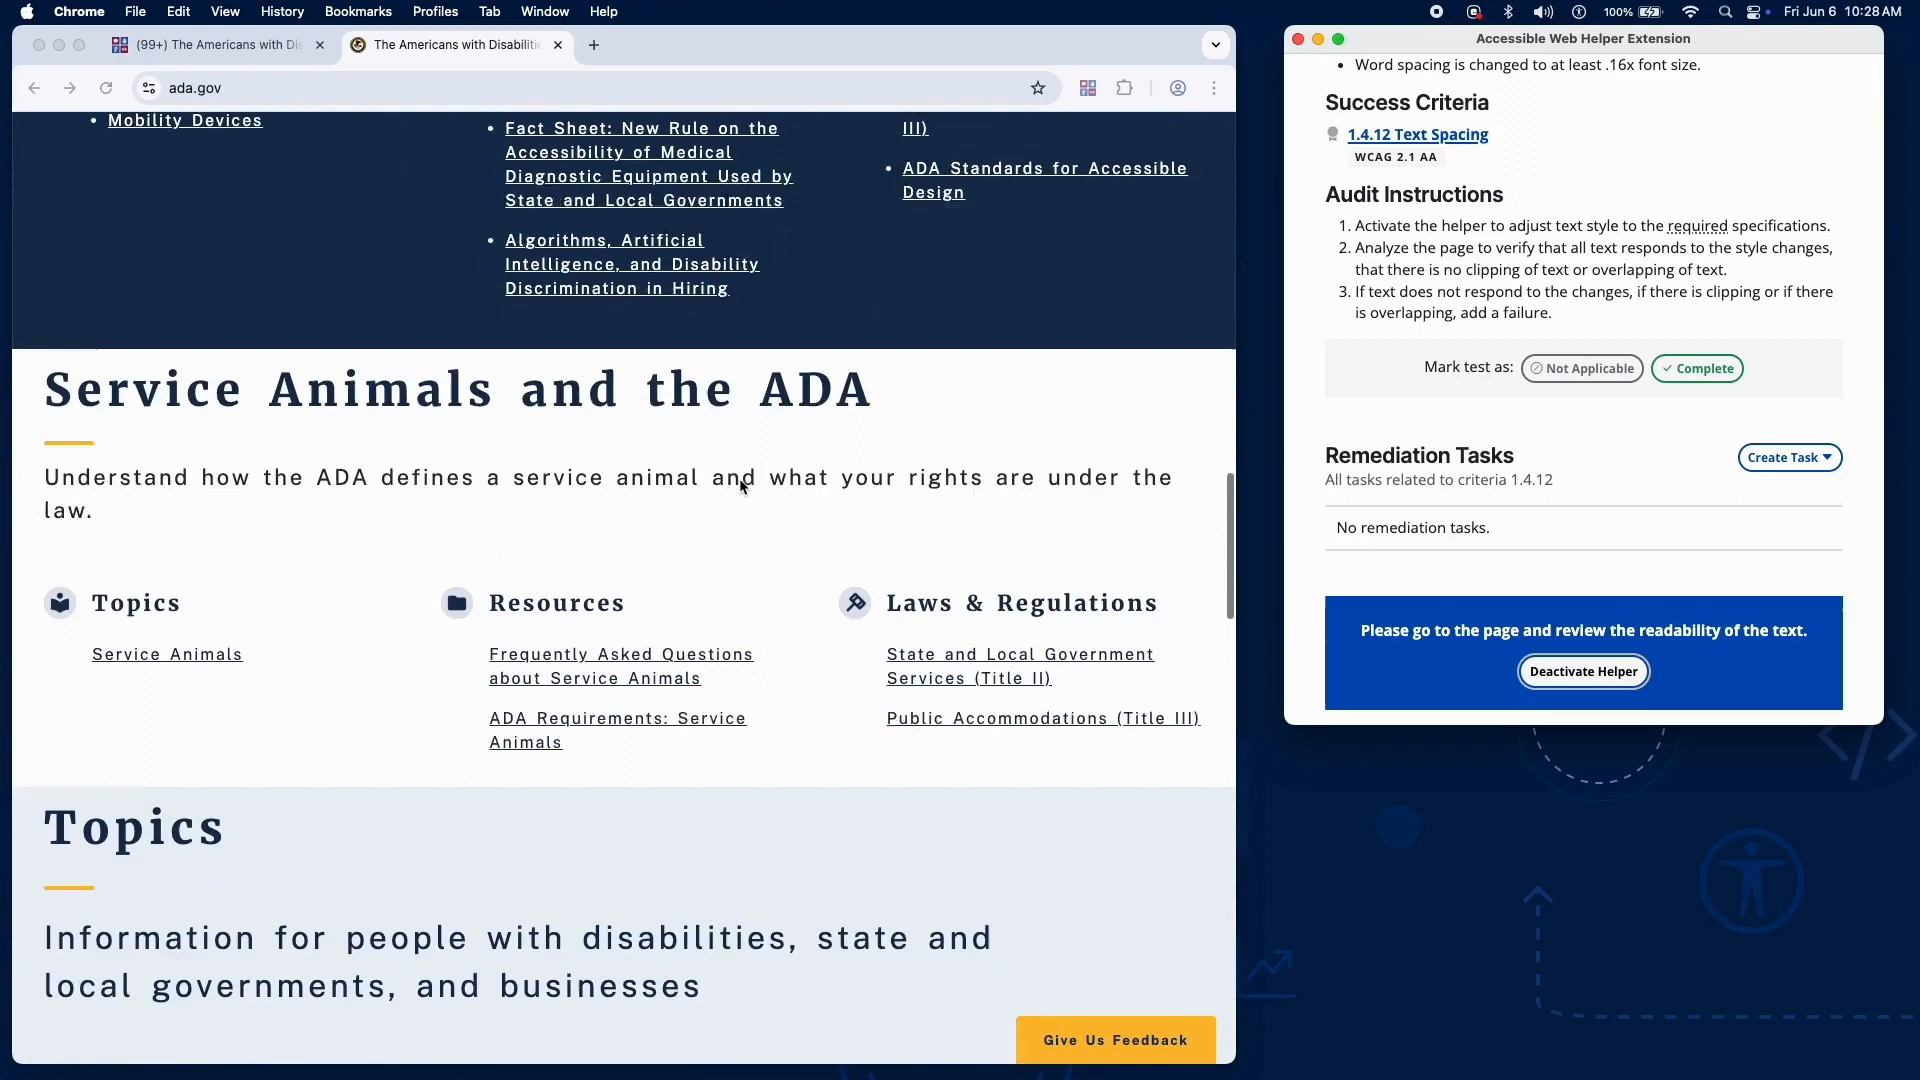 Chrome File Edit View History Bookmarks Profiles Tab Window Help
100% Fri Jun 6 10:28 AM
(99+) The Americans with Di
The Americans with Disabilitie
ada.gov
Mobility Devices
Fact Sheet: New Rule on the
Accessibility of Medical
Diagnostic Equipment Used by
State and Local Governments
Algorithms, Artificial
Intelligence, and Disability
Discrimination in Hiring
III)
ADA Standards for Accessible
Design
Service Animals and the ADA
Understand how the ADA defines a service animal and what your rights are under the
law.
Topics
Service Animals
Resources
Frequently Asked Questions
about Service Animals
ADA Requirements: Service
Animals
Laws & Regulations
State and Local Government
Services (Title II)
Public Accommodations (Title III)
Topics
Information for people with disabilities, state and
local governments, and businesses
Give Us Feedback
Accessible Web Helper Extension
Word spacing is changed to at least .16x font size.
Success Criteria
1.4.12 Text Spacing
WCAG 2.1 AA
Audit Instructions
1. Activate the helper to adjust text style to the required specifications.
2. Analyze the page to verify that all text responds to the style changes,
that there is no clipping of text or overlapping of text.
3. If text does not respond to the changes, if there is clipping or if there
is overlapping, add a failure.
Mark test as: Not Applicable Complete
Remediation Tasks
Create Task
All tasks related to criteria 1.4.12
No remediation tasks.
Please go to the page and review the readability of the text.
Deactivate Helper